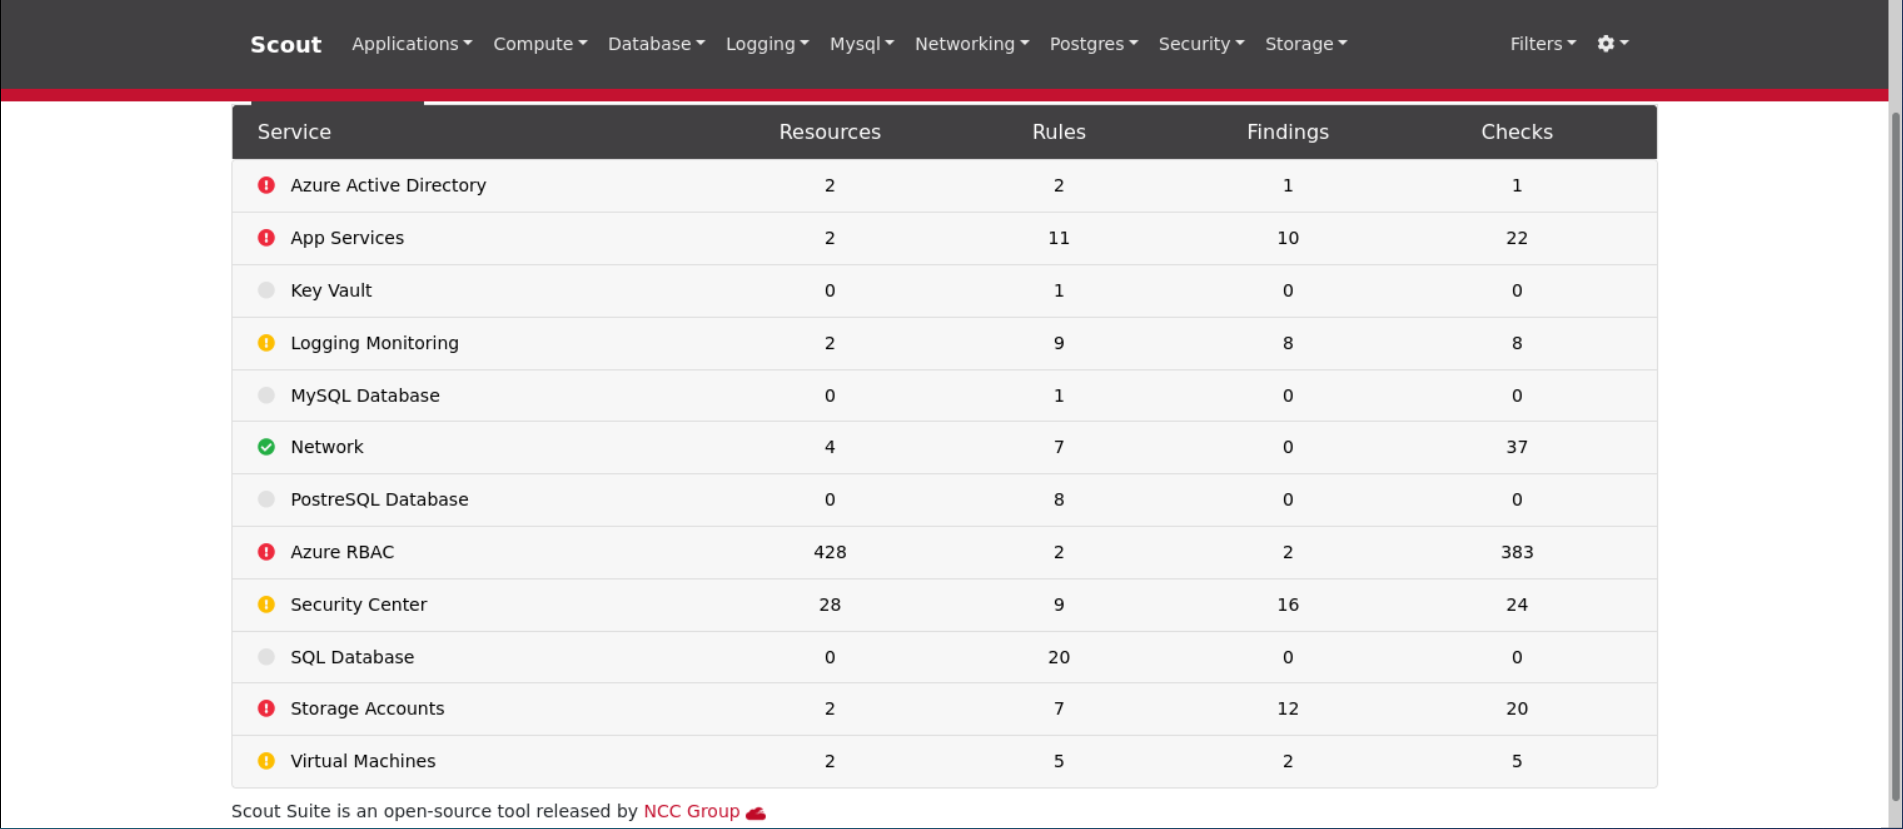 Scout Applications Compute Database Logging Mysql Networking Postgres Security Storage Filters
Service Resources Rules Findings Checks
Azure Active Directory 2 2 1 1
App Services 2 11 10 22
Key Vault 0 1 0 0
Logging Monitoring 2 9 8 8
MySQL Database 0 1 0 0
Network 4 7 0 37
PostreSQL Database 0 8 0 0
Azure RBAC 428 2 2 383
Security Center 28 9 16 24
SQL Database 0 20 0 0
Storage Accounts 2 7 12 20
Virtual Machines 2 5 2 5
Scout Suite is an open-source tool released by NCC Group